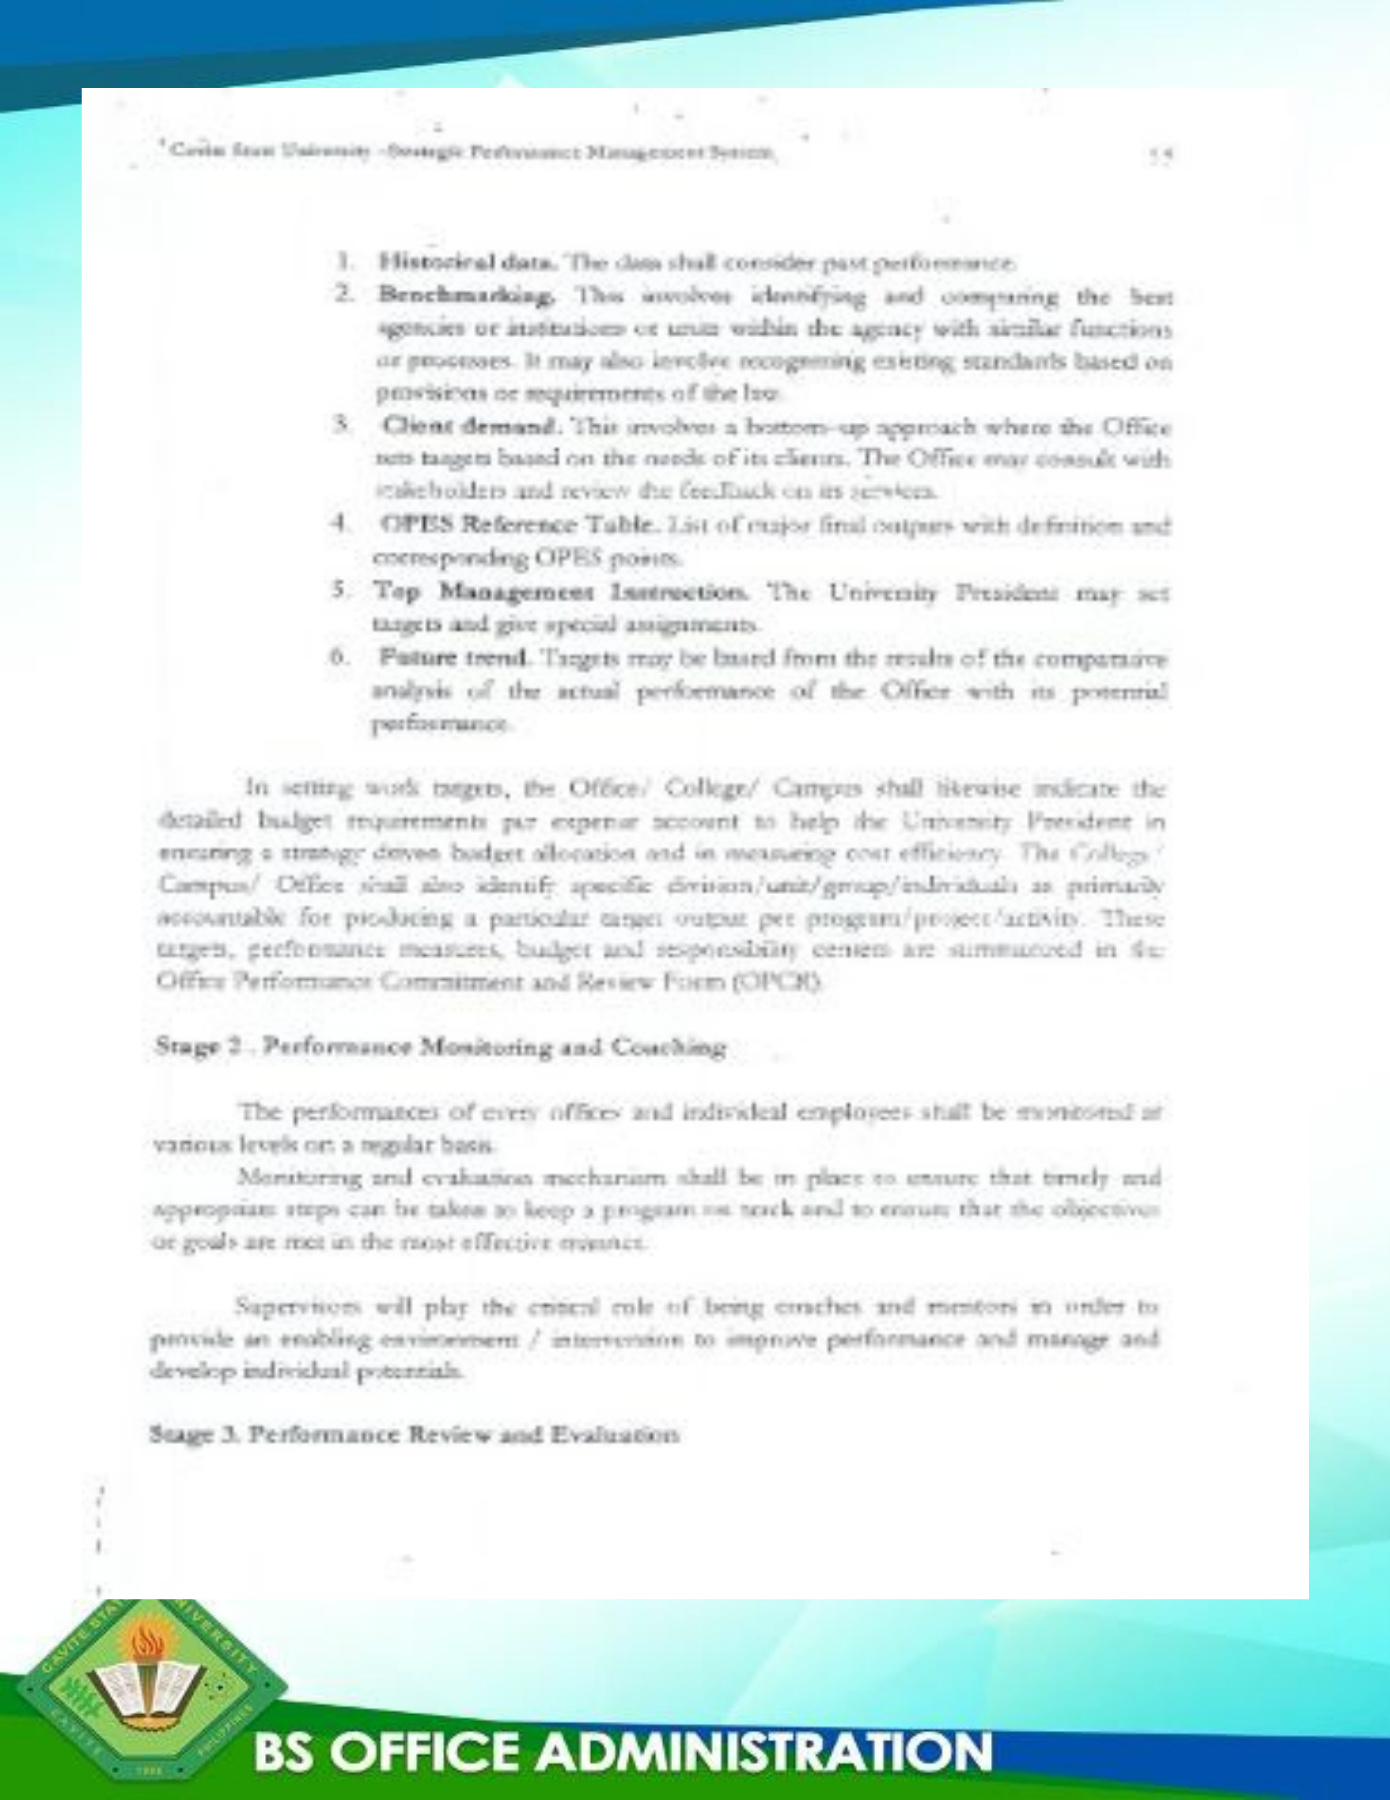 Cavite State University - Strategic Performance Management System
1. Historical data. The data shall consider past performance.
2. Benchmarking. This involves identifying and comparing the best
agencies or institutions or units within the agency with similar functions
or processes. It may also involve recognizing existing standards based on
provisions or requirements of the law.
3. Client demand. This involves a bottom-up approach where the Office
sets targets based on the needs of its clients. The Office may consult with
stakeholders and review the feedback on its services.
4. OPES Reference Table. List of major final outputs with definition and
corresponding OPES points.
5. Top Management Instruction. The University President may set
targets and give special assignments.
6. Future trend. Targets may be based from the results of the comparative
analysis of the actual performance of the Office with its potential
performance.
In setting work targets, the Office/ College/ Campus shall likewise indicate the
detailed budget requirements per expense account to help the University President in
ensuring a strategy driven budget allocation and in measuring cost efficiency. The College/
Campus/ Office shall also identify specific division/unit/group/individuals as primarily
accountable for producing a particular target output per program/project/activity. These
targets, performance measures, budget and responsibility centers are summarized in the
Office Performance Commitment and Review Form (OPCR).
Stage 2. Performance Monitoring and Coaching
The performances of every offices and individual employees shall be monitored at
various levels on a regular basis.
Monitoring and evaluation mechanism shall be in place to ensure that timely and
appropriate steps can be taken to keep a program on track and to ensure that the objectives
or goals are met in the most effective manner.
Supervisors will play the critical role of being coaches and mentors in order to
provide an enabling environment / intervention to improve performance and manage and
develop individual potentials.
Stage 3. Performance Review and Evaluation
CAVITE STATE UNIVERSITY
CAVITE PHILIPPINES
BS OFFICE ADMINISTRATION